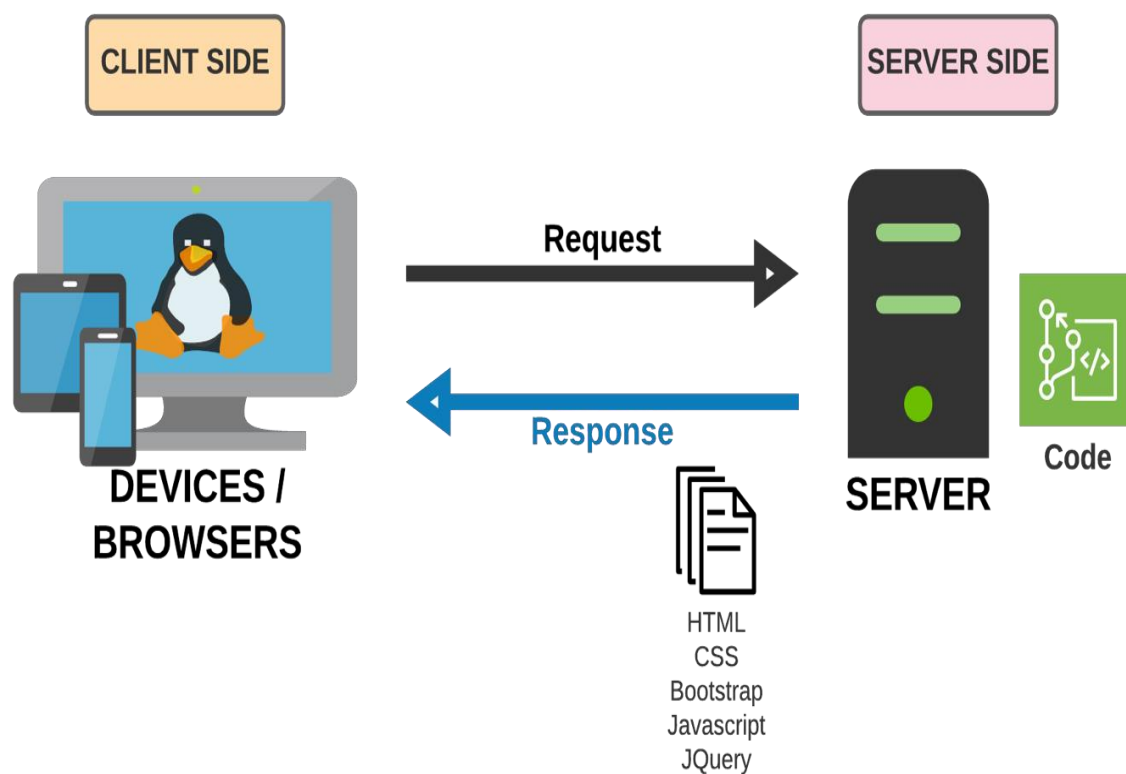 CLIENT SIDE
SERVER SIDE
Request
Response
DEVICES /
BROWSERS
SERVER
</>
Code
HTML
CSS
Bootstrap
Javascript
JQuery